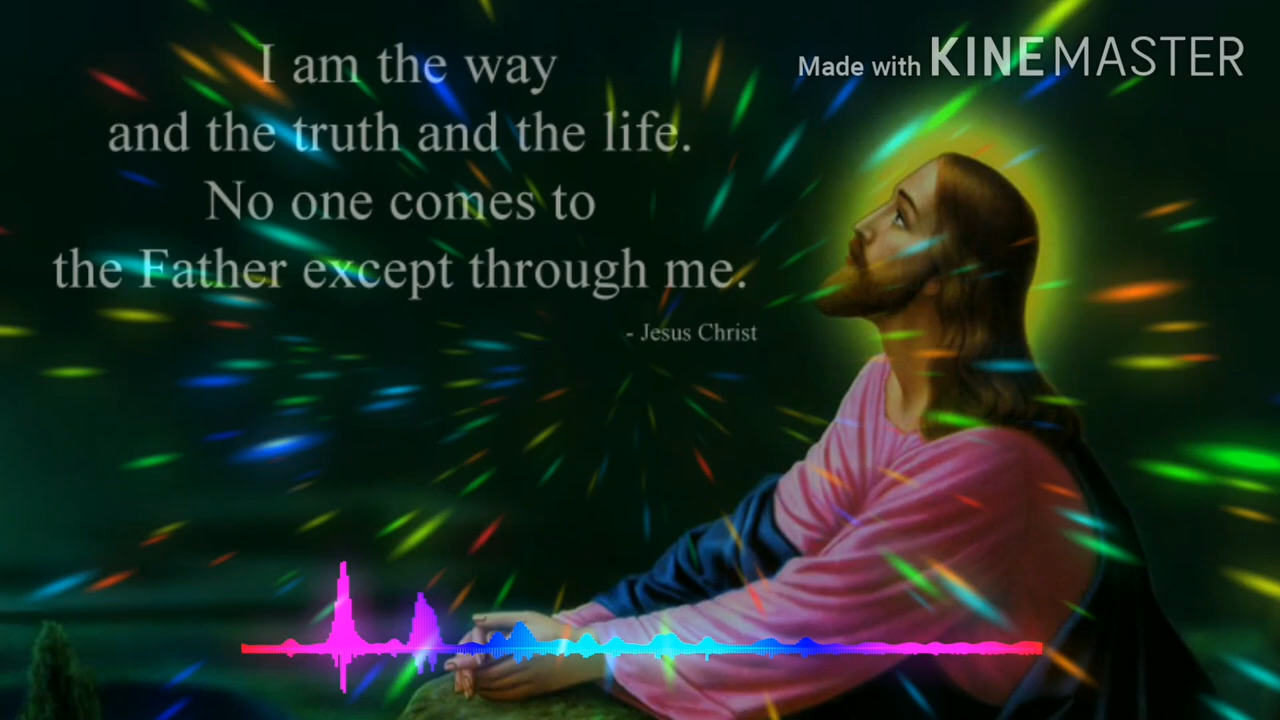 I am the way
and the truth and the life.
No one comes to
the Father except through me.
- Jesus Christ
Made with KINEMASTER